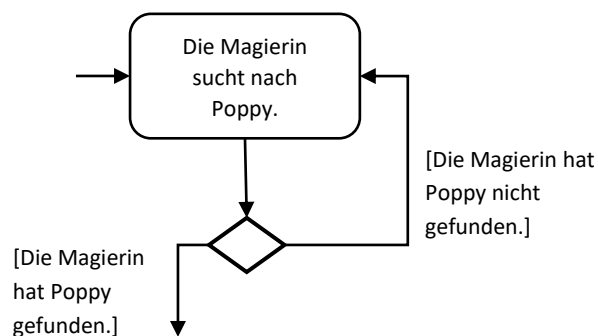 Die Magierin
sucht nach
Poppy.
[Die Magierin hat
Poppy nicht
gefunden.]
[Die Magierin
hat Poppy
gefunden.]